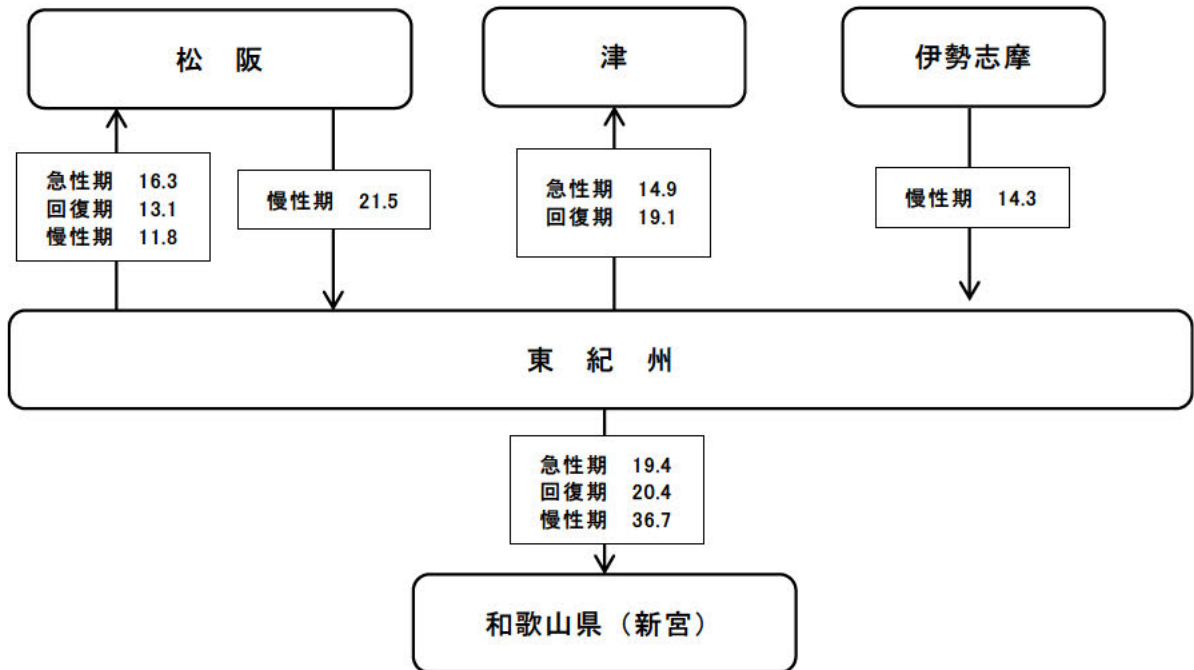 松　阪
津
伊勢志摩
急性期　16.3
回復期　13.1
慢性期　11.8
慢性期　21.5
急性期　14.9
回復期　19.1
慢性期　14.3
東　紀　州
急性期　19.4
回復期　20.4
慢性期　36.7
和歌山県（新宮）